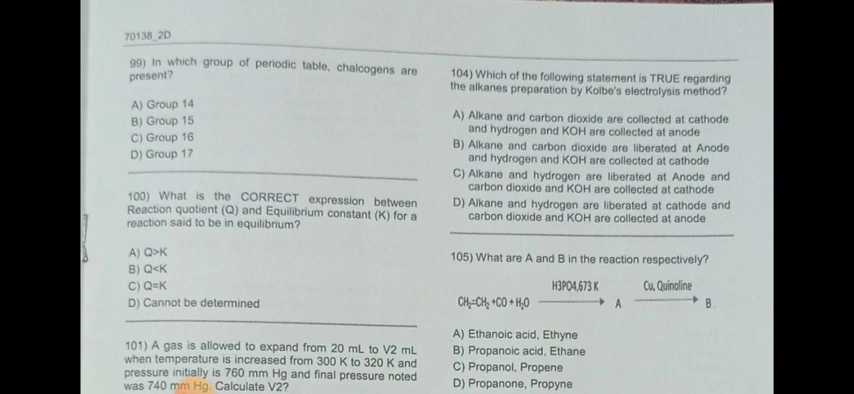 70138_2D
99) In which group of periodic table, chalcogens are
present?
A) Group 14
B) Group 15
C) Group 16
D) Group 17
100) What is the CORRECT expression between
Reaction quotient (Q) and Equilibrium constant (K) for a
reaction said to be in equilibrium?
A) Q>K
B) Q<K
C) Q=K
D) Cannot be determined
101) A gas is allowed to expand from 20 mL to V2 mL
when temperature is increased from 300 K to 320 K and
pressure initially is 760 mm Hg and final pressure noted
was 740 mm Hg. Calculate V2?
104) Which of the following statement is TRUE regarding
the alkanes preparation by Kolbe's electrolysis method?
A) Alkane and carbon dioxide are collected at cathode
and hydrogen and KOH are collected at anode
B) Alkane and carbon dioxide are liberated at Anode
and hydrogen and KOH are collected at cathode
C) Alkane and hydrogen are liberated at Anode and
carbon dioxide and KOH are collected at cathode
D) Alkane and hydrogen are liberated at cathode and
carbon dioxide and KOH are collected at anode
105) What are A and B in the reaction respectively?
H3PO4,673 K Cu, Quinoline
CH₂=CH₂ +CO + H₂O → A → B
A) Ethanoic acid, Ethyne
B) Propanoic acid, Ethane
C) Propanol, Propene
D) Propanone, Propyne